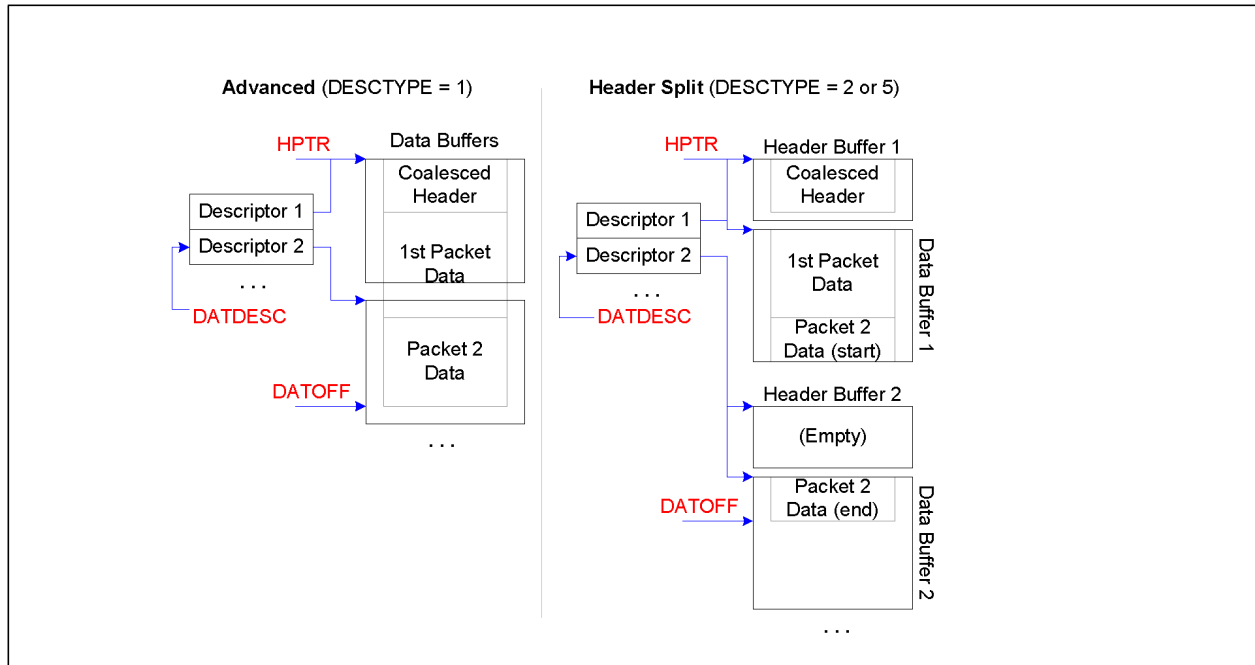 Advanced (DESCTYPE = 1)
HPTR
Data Buffers
Coalesced
Header
Descriptor 1
Descriptor 2
. . .
DATDESC
1st Packet
Data
Packet 2
Data
DATOFF
. . .
Header Split (DESCTYPE = 2 or 5)
HPTR
Header Buffer 1
Coalesced
Header
Descriptor 1
Descriptor 2
. . .
DATDESC
1st Packet
Data
Packet 2
Data (start)
Data Buffer 1
Header Buffer 2
(Empty)
Packet 2
Data (end)
DATOFF
Data Buffer 2
. . .